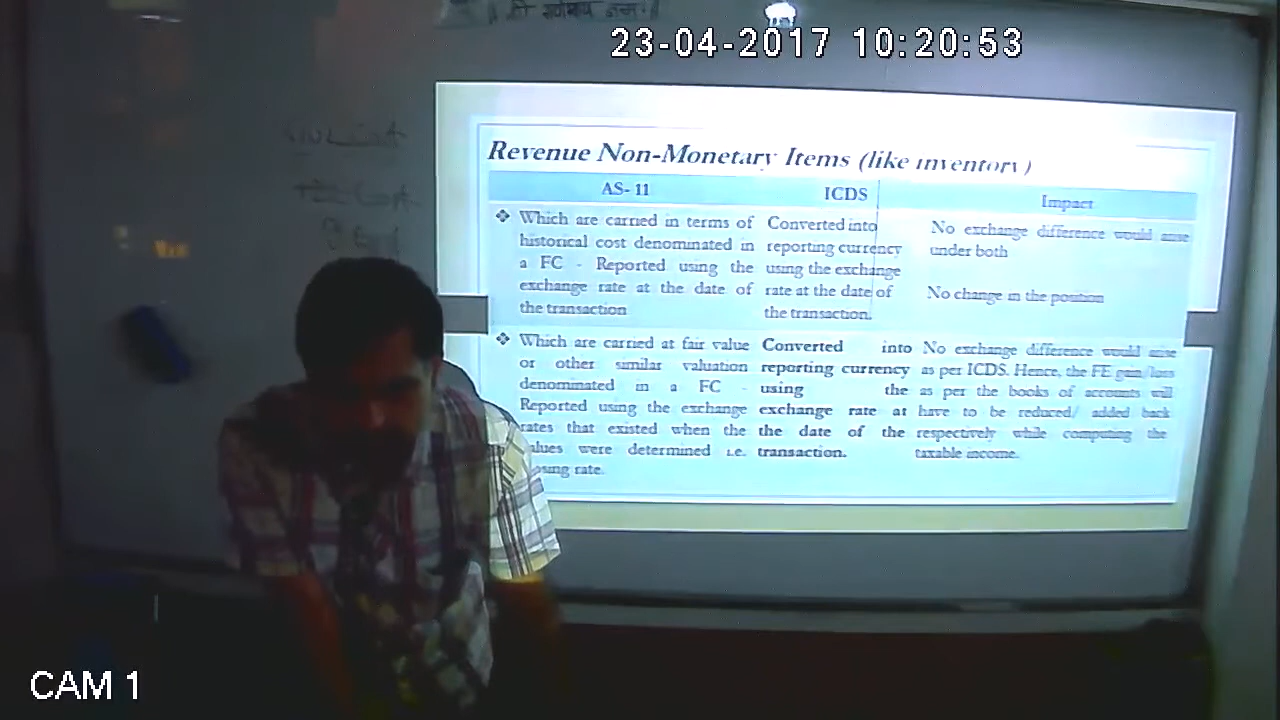 23-04-2017 10:20:53
Revenue Non-Monetary Items (like inventory)
AS- 11 ICDS Impact
❖ Which are carried in terms of
historical cost denominated in
a FC - Reported using the
exchange rate at the date of
the transaction
Converted into
reporting currency
using the exchange
rate at the date of
the transaction.
No exchange difference would arise
under both
No change in the position
❖ Which are carried at fair value
or other similar valuation
denominated in a FC -
Reported using the exchange
rates that existed when the
values were determined i.e.
closing rate.
Converted into
reporting currency
using the
exchange rate at
the date of the
transaction.
No exchange difference would arise
as per ICDS. Hence, the FE gain/loss
as per the books of accounts will
have to be reduced/ added back
respectively while computing the
taxable income.
CAM 1